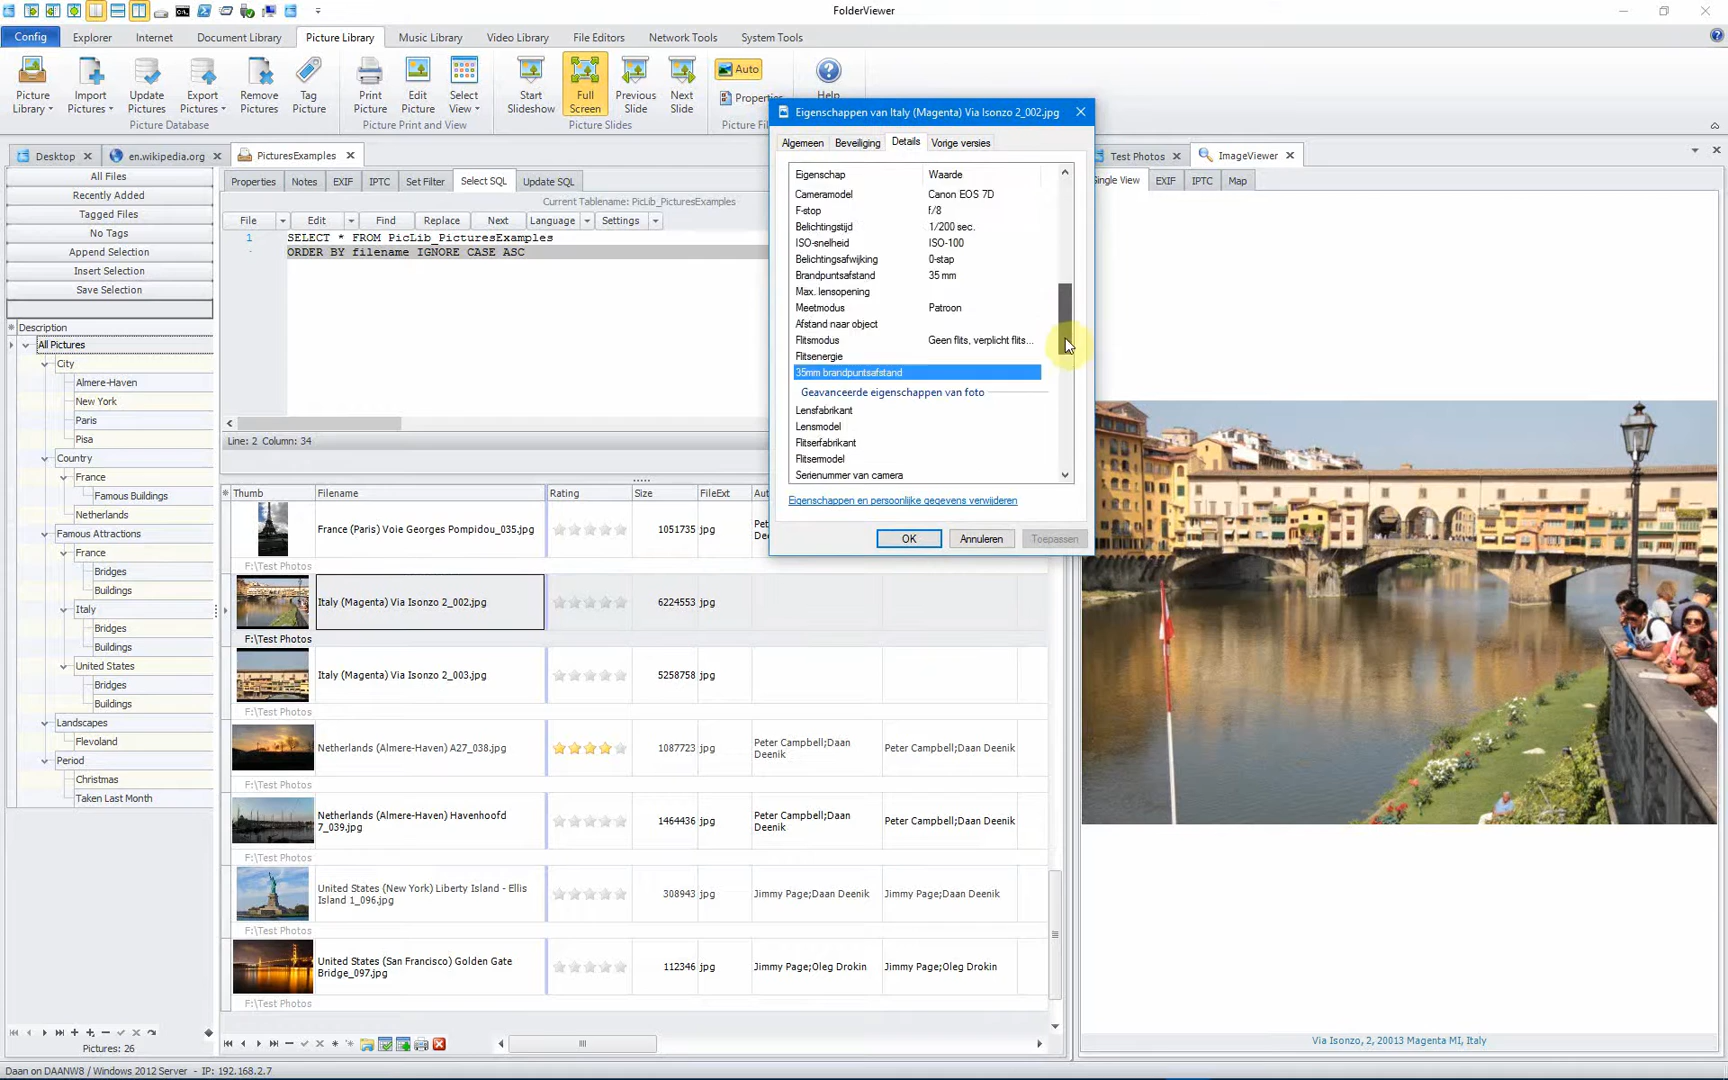 FolderViewer
Config Explorer Internet Document Library Picture Library Music Library Video Library File Editors Network Tools System Tools
Picture Library Import Pictures Update Pictures Export Pictures Remove Pictures Tag Picture Print Picture Edit Picture Select View Start Slideshow Full Screen Previous Slide Next Slide Auto Help
Picture Database Picture Print and View Picture Slides
Desktop en.wikipedia.org PicturesExamples
All Files
Recently Added
Tagged Files
No Tags
Append Selection
Insert Selection
Save Selection
Description
All Pictures
City
Almere-Haven
New York
Paris
Pisa
Country
France
Famous Buildings
Netherlands
Famous Attractions
France
Bridges
Buildings
Italy
Bridges
Buildings
United States
Bridges
Buildings
Landscapes
Flevoland
Period
Christmas
Taken Last Month
Pictures: 26
Properties Notes EXIF IPTC Set Filter Select SQL Update SQL
Current Tablename: PicLib_PicturesExamples
File Edit Find Replace Next Language Settings
1 SELECT * FROM PicLib_PicturesExamples
ORDER BY filename IGNORE CASE ASC
Line: 2 Column: 34
Thumb Filename Rating Size FileExt
France (Paris) Voie Georges Pompidou_035.jpg 1051735 jpg
F:\Test Photos
Italy (Magenta) Via Isonzo 2_002.jpg 6224553 jpg
F:\Test Photos
Italy (Magenta) Via Isonzo 2_003.jpg 5258758 jpg
F:\Test Photos
Netherlands (Almere-Haven) A27_038.jpg 1087723 jpg Peter Campbell;Daan Deenik Peter Campbell;Daan Deenik
F:\Test Photos
Netherlands (Almere-Haven) Havenhoofd
7_039.jpg 1464436 jpg Peter Campbell;Daan Deenik Peter Campbell;Daan Deenik
F:\Test Photos
United States (New York) Liberty Island - Ellis
Island 1_096.jpg 308943 jpg Jimmy Page;Daan Deenik Jimmy Page;Daan Deenik
F:\Test Photos
United States (San Francisco) Golden Gate
Bridge_097.jpg 112346 jpg Jimmy Page;Oleg Drokin Jimmy Page;Oleg Drokin
F:\Test Photos
Eigenschappen van Italy (Magenta) Via Isonzo 2_002.jpg
Algemeen Beveiliging Details Vorige versies
Eigenschap Waarde
Cameramodel Canon EOS 7D
F-stop f/8
Belichtingstijd 1/200 sec.
ISO-snelheid ISO-100
Belichtingsafwijking 0-stap
Brandpuntsafstand 35 mm
Max. lensopening
Meetmodus Patroon
Afstand naar object
Flitsmodus Geen flits, verplicht flits...
Flitsenergie
35mm brandpuntsafstand
Geavanceerde eigenschappen van foto
Lensfabrikant
Lensmodel
Flitserfabrikant
Flitsermodel
Serienummer van camera
Eigenschappen en persoonlijke gegevens verwijderen
OK Annuleren Toepassen
Test Photos ImageViewer
Single View EXIF IPTC Map
Via Isonzo, 2, 20013 Magenta MI, Italy
Daan on DAANW8 / Windows 2012 Server - IP: 192.168.2.7